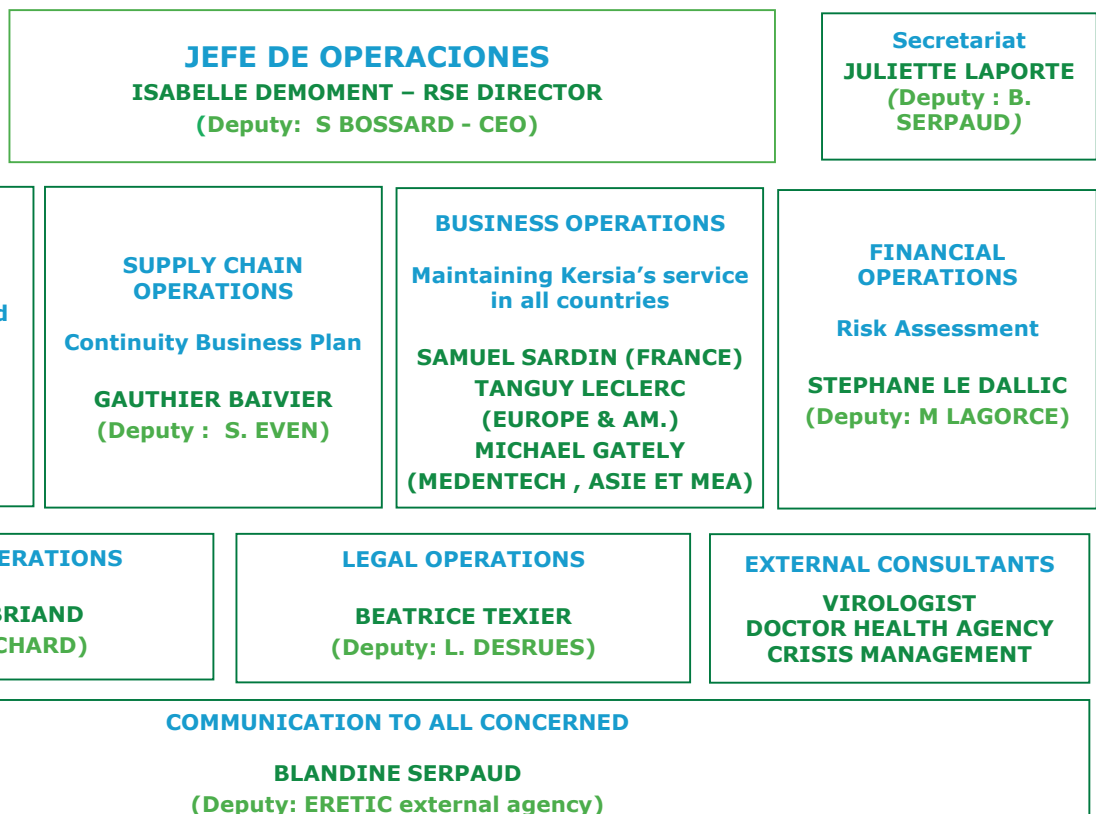 JEFE DE OPERACIONES
ISABELLE DEMOMENT – RSE DIRECTOR
(Deputy:  S BOSSARD - CEO)
Secretariat
JULIETTE LAPORTE
(Deputy : B.
SERPAUD)
d
SUPPLY CHAIN
OPERATIONS
Continuity Business Plan
GAUTHIER BAIVIER
(Deputy :  S. EVEN)
BUSINESS OPERATIONS
Maintaining Kersia’s service
in all countries
SAMUEL SARDIN (FRANCE)
TANGUY LECLERC
(EUROPE & AM.)
MICHAEL GATELY
(MEDENTECH , ASIE ET MEA)
FINANCIAL
OPERATIONS
Risk Assessment
STEPHANE LE DALLIC
(Deputy: M LAGORCE)
ERATIONS
BRIAND
CHARD)
LEGAL OPERATIONS
BEATRICE TEXIER
(Deputy: L. DESRUES)
EXTERNAL CONSULTANTS
VIROLOGIST
DOCTOR HEALTH AGENCY
CRISIS MANAGEMENT
COMMUNICATION TO ALL CONCERNED
BLANDINE SERPAUD
(Deputy: ERETIC external agency)